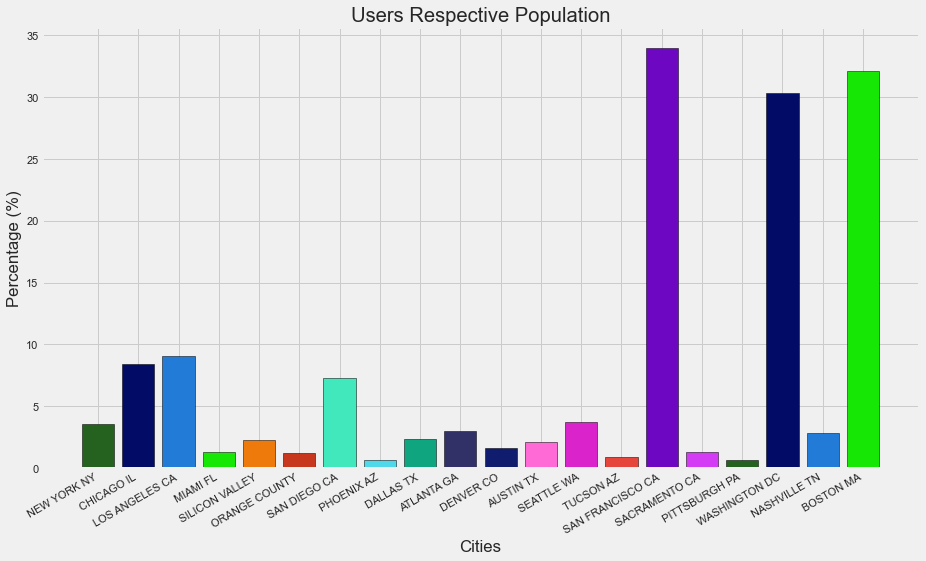 Users Respective Population
Percentage (%)
35
30
25
20
15
10
5
0
NEW YORK NY
CHICAGO IL
LOS ANGELES CA
MIAMI FL
SILICON VALLEY
ORANGE COUNTY
SAN DIEGO CA
PHOENIX AZ
DALLAS TX
ATLANTA GA
DENVER CO
AUSTIN TX
SEATTLE WA
TUCSON AZ
SAN FRANCISCO CA
SACRAMENTO CA
PITTSBURGH PA
WASHINGTON DC
NASHVILLE TN
BOSTON MA
Cities